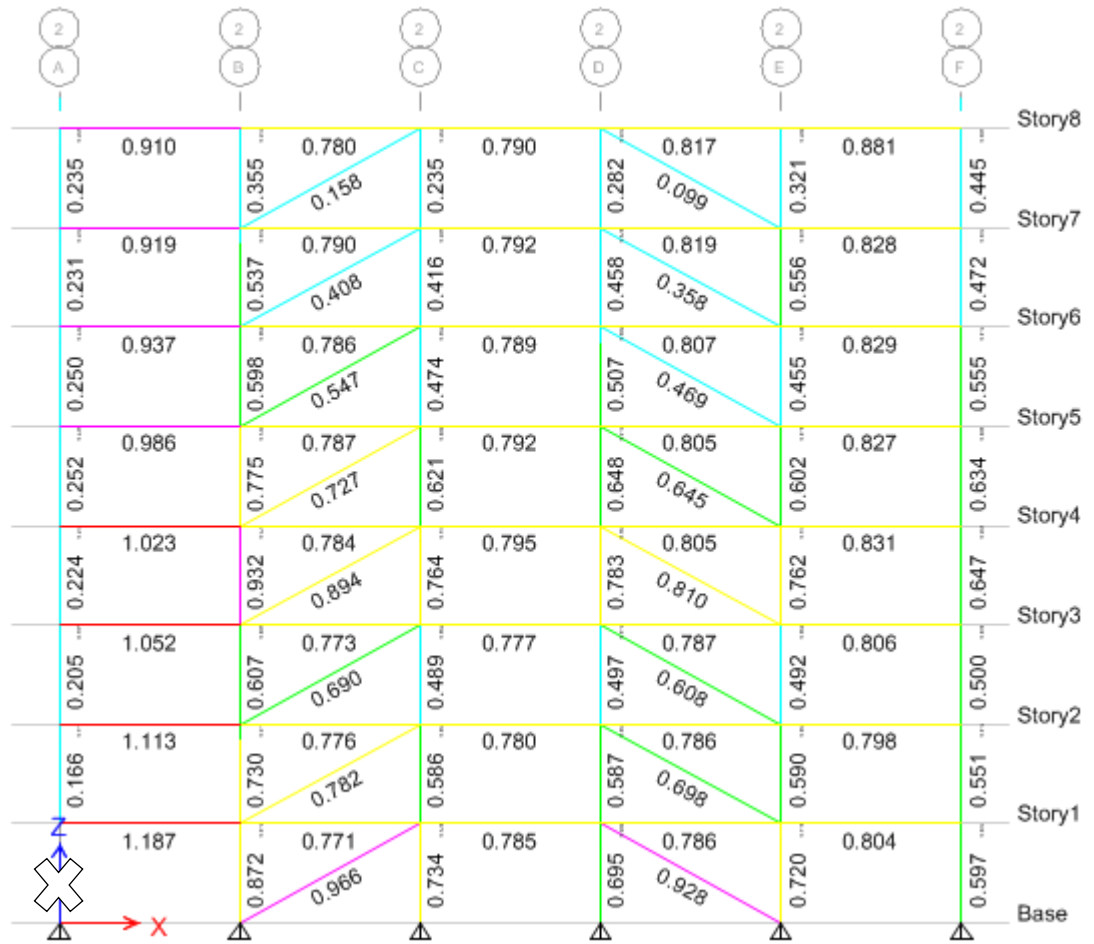 2 2 2 2 2 2
A B C D E F
Story8
0.910 0.780 0.790 0.817 0.881
0.235 0.355 0.158 0.235 0.282 0.099 0.321 0.445
Story7
0.919 0.790 0.792 0.819 0.828
0.231 0.537 0.408 0.416 0.458 0.358 0.556 0.472
Story6
0.937 0.786 0.789 0.807 0.829
0.250 0.598 0.547 0.474 0.507 0.469 0.455 0.555
Story5
0.986 0.787 0.792 0.805 0.827
0.252 0.775 0.727 0.621 0.648 0.645 0.602 0.634
Story4
1.023 0.784 0.795 0.805 0.831
0.224 0.932 0.894 0.764 0.783 0.810 0.762 0.647
Story3
1.052 0.773 0.777 0.787 0.806
0.205 0.607 0.690 0.489 0.497 0.608 0.492 0.500
Story2
1.113 0.776 0.780 0.786 0.798
0.166 0.730 0.782 0.586 0.587 0.698 0.590 0.551
Story1
Z
1.187 0.771 0.785 0.786 0.804
0.872 0.966 0.734 0.695 0.928 0.720 0.597
Base
X